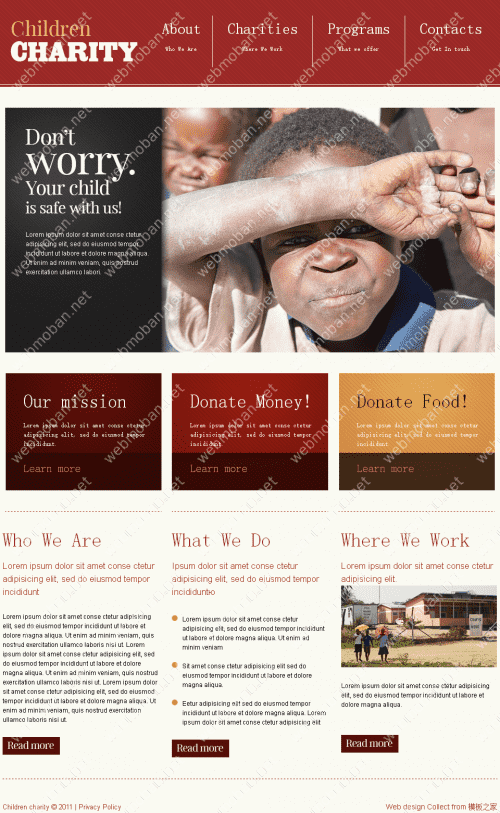 Children
CHARITY
About
Who We Are
Charities
Where We Work
Programs
What we offer
Contacts
Get In touch
Don't
worry.
Your child
is safe with us!
Lorem ipsum dolor sit amet conse ctetur
adipisicing elit, sed do eiusmod tempor
incididunt ut labore et dolore magna aliqua.
Ut enim ad minim veniam, quis nostrud
exercitation ullamco labori.
Our mission
Lorem ipsum dolor sit amet conse ctetur
adipisicing elit, sed do eiusmod tempor
incididunt
Learn more
Donate Money!
Lorem ipsum dolor sit amet conse ctetur
adipisicing elit, sed do eiusmod tempor
incididunt
Learn more
Donate Food!
Lorem ipsum dolor sit amet conse ctetur
adipisicing elit, sed do eiusmod tempor
incididunt
Learn more
Who We Are
Lorem ipsum dolor sit amet conse ctetur
adipisicing elit, sed do eiusmod tempor
incididunt
Lorem ipsum dolor sit amet conse ctetur adipisicing
elit, sed do eiusmod tempor incididunt ut labore et
dolore magna aliqua. Ut enim ad minim veniam, quis
nostrud exercitation ullamco laboris nisi ut. Lorem
ipsum dolor sit amet conse ctetur adipisicing elit, sed
do eiusmod tempor incididunt ut labore et dolore
magna aliqua. Ut enim ad minim veniam, quis nostrud
exercitation ullamco laboris nisi ut. Lorem ipsum dolor
sit amet conse ctetur adipisicing elit, sed do eiusmod
tempor incididunt ut labore et dolore magna aliqua. Ut
enim ad minim veniam, quis nostrud exercitation
ullamco laboris nisi ut.
Read more
What We Do
Ipsum dolor sit amet conse ctetur
adipisicing elit, sed do eiusmod tempor
incididuntıo
Lorem ipsum dolor sit amet conse ctetur
adipisicing elit, sed do eiusmod tempor incididunt
ut labore et dolore magna aliqua. Ut enim ad minim
veniam
Sit amet conse ctetur adipisicing elit, sed do
eiusmod tempor incididunt ut labore et dolore
magna aliqua.
Eetur adipisicing elit sed do eiusmod tempor
incididunt ut labore et dolore magna aliqua. Lorem
ipsum dolor sit amet conse ctetur adipisicing elit
Read more
Where We Work
Lorem ipsum dolor sit amet conse ctetur
adipisicing elit.
Lorem ipsum dolor sit amet conse ctetur adipisicing
elit, sed do eiusmod tempor incididunt ut labore et
dolore magna aliqua.
Read more
Children charity © 2011 | Privacy Policy
Web design Collect from 模板之家
webmoban.net